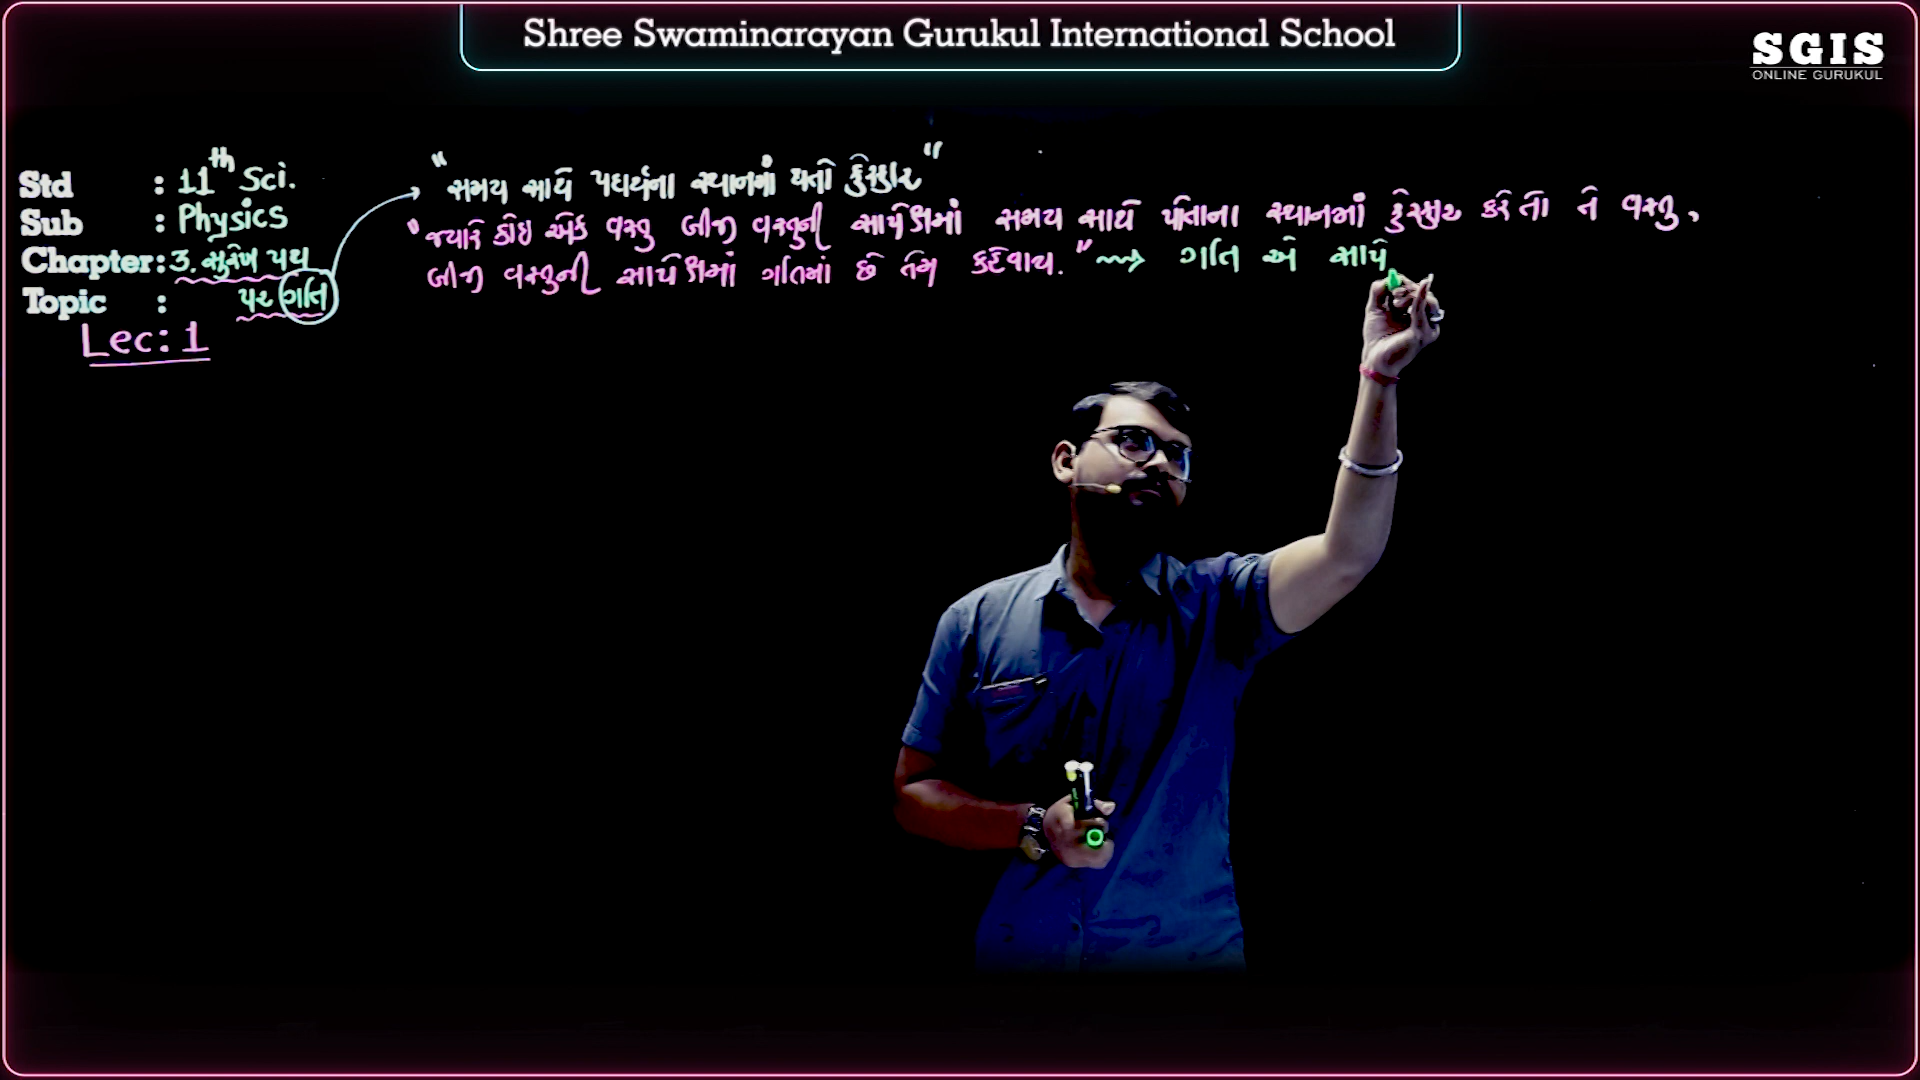 Shree Swaminarayan Gurukul International School
SGIS
ONLINE GURUKUL
Std : 11th Sci.
Sub : Physics
Chapter: 3. સુરેખ પથ
Topic : પર ગતિ
Lec: 1
"સમય સાથે પદાર્થના સ્થાનમાં થતો ફેરફાર"
"જ્યારે કોઇ એક વસ્તુ બીજી વસ્તુની સાપેક્ષમાં સમય સાથે પોતાના સ્થાનમાં ફેરફાર કરે તો તે વસ્તુ,
બીજી વસ્તુની સાપેક્ષમાં ગતિમાં છે તેમ કહેવાય." ગતિ એ સાપે